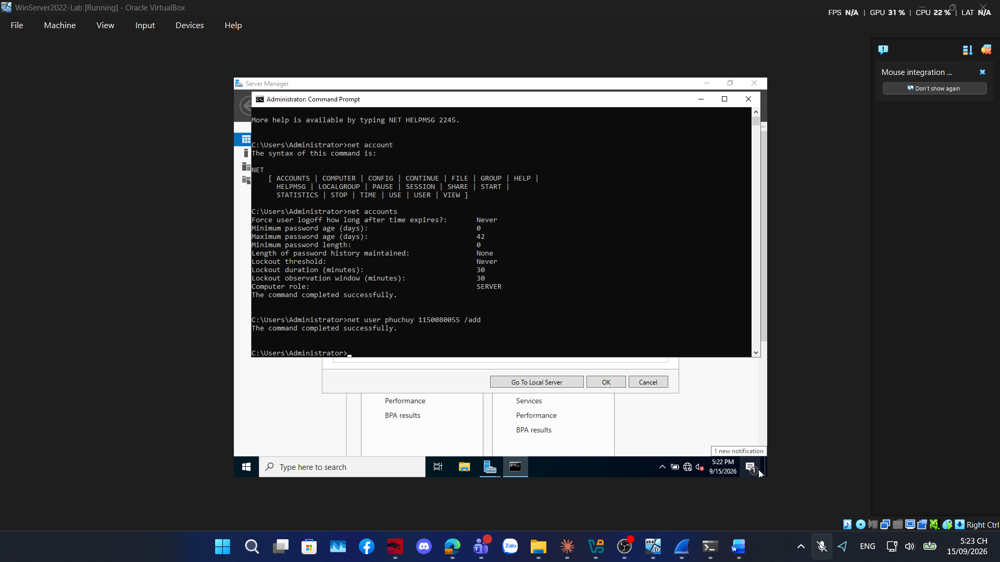 WinServer2022-Lab [Running] - Oracle VirtualBox
FPS N/A | GPU 31 % | CPU 22 % | LAT N/A
File Machine View Input Devices Help
Mouse integration ...
Don't show again
Server Manager
Administrator: Command Prompt
More help is available by typing NET HELPMSG 2245.
C:\Users\Administrator>net account
The syntax of this command is:
NET
[ ACCOUNTS | COMPUTER | CONFIG | CONTINUE | FILE | GROUP | HELP |
HELPMSG | LOCALGROUP | PAUSE | SESSION | SHARE | START |
STATISTICS | STOP | TIME | USE | USER | VIEW ]
C:\Users\Administrator>net accounts
Force user logoff how long after time expires?: Never
Minimum password age (days): 0
Maximum password age (days): 42
Minimum password length: 0
Length of password history maintained: None
Lockout threshold: Never
Lockout duration (minutes): 30
Lockout observation window (minutes): 30
Computer role: SERVER
The command completed successfully.
C:\Users\Administrator>net user phuchuy 1150080055 /add
The command completed successfully.
C:\Users\Administrator>_
Go To Local Server OK Cancel
Performance Services
BPA results Performance
BPA results
1 new notification
Type here to search
5:22 PM
9/15/2026
1
Right Ctrl
Zalo
x64
10
ENG
5:23 CH
15/09/2026